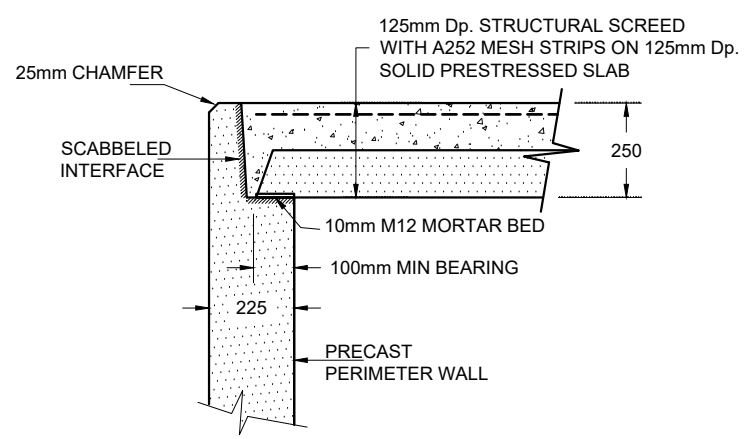 125mm Dp. STRUCTURAL SCREED
WITH A252 MESH STRIPS ON 125mm Dp.
SOLID PRESTRESSED SLAB
25mm CHAMFER
SCABBELED
INTERFACE
250
10mm M12 MORTAR BED
100mm MIN BEARING
225
PRECAST
PERIMETER WALL